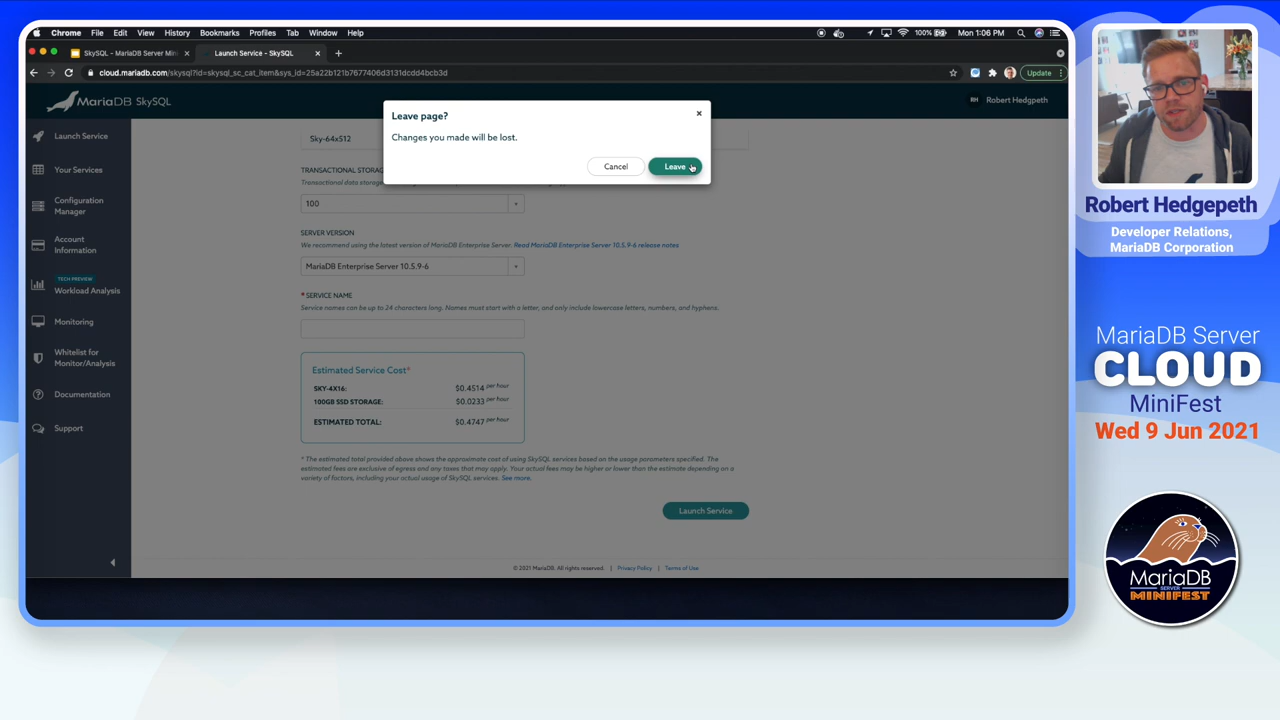 Chrome File Edit View History Bookmarks Profiles Tab Window Help
100% Mon 1:06 PM
SkySQL – MariaDB Server Mini
Launch Service - SkySQL
cloud.mariadb.com/skysql?id=skysql_sc_cat_item&sys_id=25a22b121b7677406d3131dcdd4bcb3d
Update
MariaDB SkySQL
RH Robert Hedgepeth
Launch Service
Your Services
Configuration
Manager
Account
Information
TECH PREVIEW
Workload Analysis
Monitoring
Whitelist for
Monitor/Analysis
Documentation
Support
Leave page?
Changes you made will be lost.
Cancel
Leave
Sky-64x512
TRANSACTIONAL STORA
Transactional data storag
100
SERVER VERSION
We recommend using the latest version of MariaDB Enterprise Server. Read MariaDB Enterprise Server 10.5.9-6 release notes
MariaDB Enterprise Server 10.5.9-6
* SERVICE NAME
Service names can be up to 24 characters long. Names must start with a letter, and only include lowercase letters, numbers, and hyphens.
Estimated Service Cost*
SKY-4X16: $0.4514 per hour
100GB SSD STORAGE: $0.0233 per hour
ESTIMATED TOTAL: $0.4747 per hour
* The estimated total provided above shows the approximate cost of using SkySQL services based on the usage parameters specified. The
estimated fees are exclusive of egress and any taxes that may apply. Your actual fees may be higher or lower than the estimate depending on a
variety of factors, including your actual usage of SkySQL services. See more.
Launch Service
© 2021 MariaDB. All rights reserved. | Privacy Policy | Terms of Use
Robert Hedgepeth
Developer Relations,
MariaDB Corporation
MariaDB Server
CLOUD
MiniFest
Wed 9 Jun 2021
MariaDB
SERVER
MINIFEST